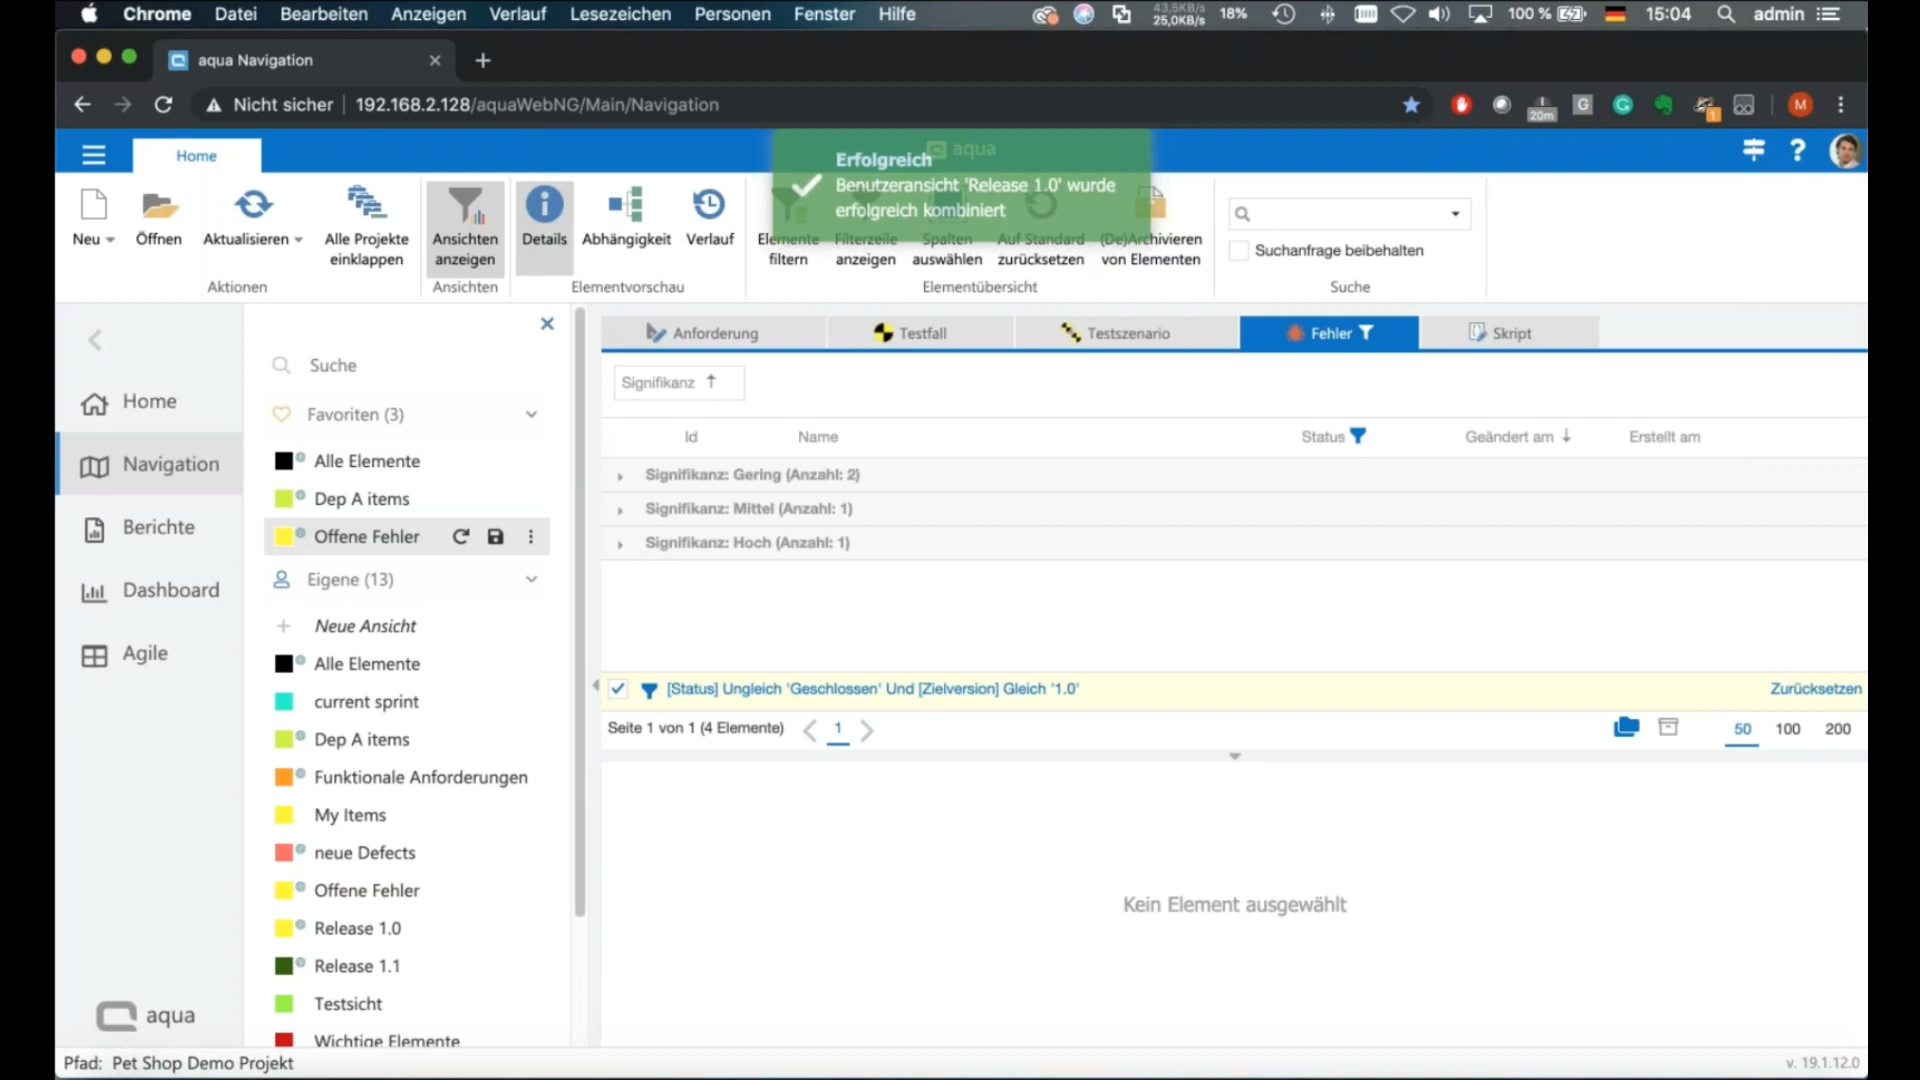 Chrome Datei Bearbeiten Anzeigen Verlauf Lesezeichen Personen Fenster Hilfe
43,5KB/s
25,0KB/s
18% 100 % 15:04 admin
aqua Navigation
Nicht sicher 192.168.2.128/aquaWebNG/Main/Navigation
20m G 1 M
Home
aqua
Erfolgreich
Benutzeransicht 'Release 1.0' wurde
erfolgreich kombiniert
Neu
Öffnen
Aktualisieren
Alle Projekte
einklappen
Aktionen
Ansichten
anzeigen
Ansichten
Details
Abhängigkeit
Verlauf
Elementvorschau
Elemente
filtern
Filterzeile
anzeigen
Spalten
auswählen
Auf Standard
zurücksetzen
(De)Archivieren
von Elementen
Elementübersicht
Suchanfrage beibehalten
Suche
Home
Navigation
Berichte
Dashboard
Agile
aqua
Suche
Favoriten (3)
Alle Elemente
Dep A items
Offene Fehler
Eigene (13)
Neue Ansicht
Alle Elemente
current sprint
Dep A items
Funktionale Anforderungen
My Items
neue Defects
Offene Fehler
Release 1.0
Release 1.1
Testsicht
Wichtige Elemente
Anforderung Testfall Testszenario Fehler Skript
Signifikanz
Id Name Status Geändert am Erstellt am
Signifikanz: Gering (Anzahl: 2)
Signifikanz: Mittel (Anzahl: 1)
Signifikanz: Hoch (Anzahl: 1)
[Status] Ungleich 'Geschlossen' Und [Zielversion] Gleich '1.0' Zurücksetzen
Seite 1 von 1 (4 Elemente) 1 50 100 200
Kein Element ausgewählt
Pfad: Pet Shop Demo Projekt v. 19.1.12.0